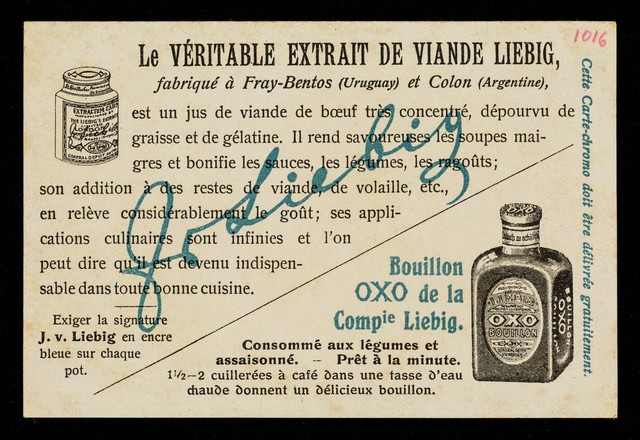 1016
Le VÉRITABLE EXTRAIT DE VIANDE LIEBIG,
fabriqué à Fray-Bentos (Uruguay) et Colon (Argentine),
est un jus de viande de bœuf très concentré, dépourvu de
graisse et de gélatine. Il rend savoureuses les soupes mai-
gres et bonifie les sauces, les légumes, les ragoûts;
son addition à des restes de viande, de volaille, etc.,
en relève considérablement le goût; ses appli-
cations culinaires sont infinies et l'on
peut dire qu'il est devenu indispen-
sable dans toute bonne cuisine.
Exiger la signature
J. v. Liebig en encre
bleue sur chaque
pot.
J v Liebig
EXTRACTUM
THE LIEBIG'S
Bouillon
OXO de la
Compie Liebig.
Consommé aux légumes et
assaisonné. — Prêt à la minute.
1½—2 cuillerées à café dans une tasse d'eau
chaude donnent un délicieux bouillon.
OXO
BOUILLON
BOUILLON
OXO
Cette Carte-chromo doit être délivrée gratuitement.